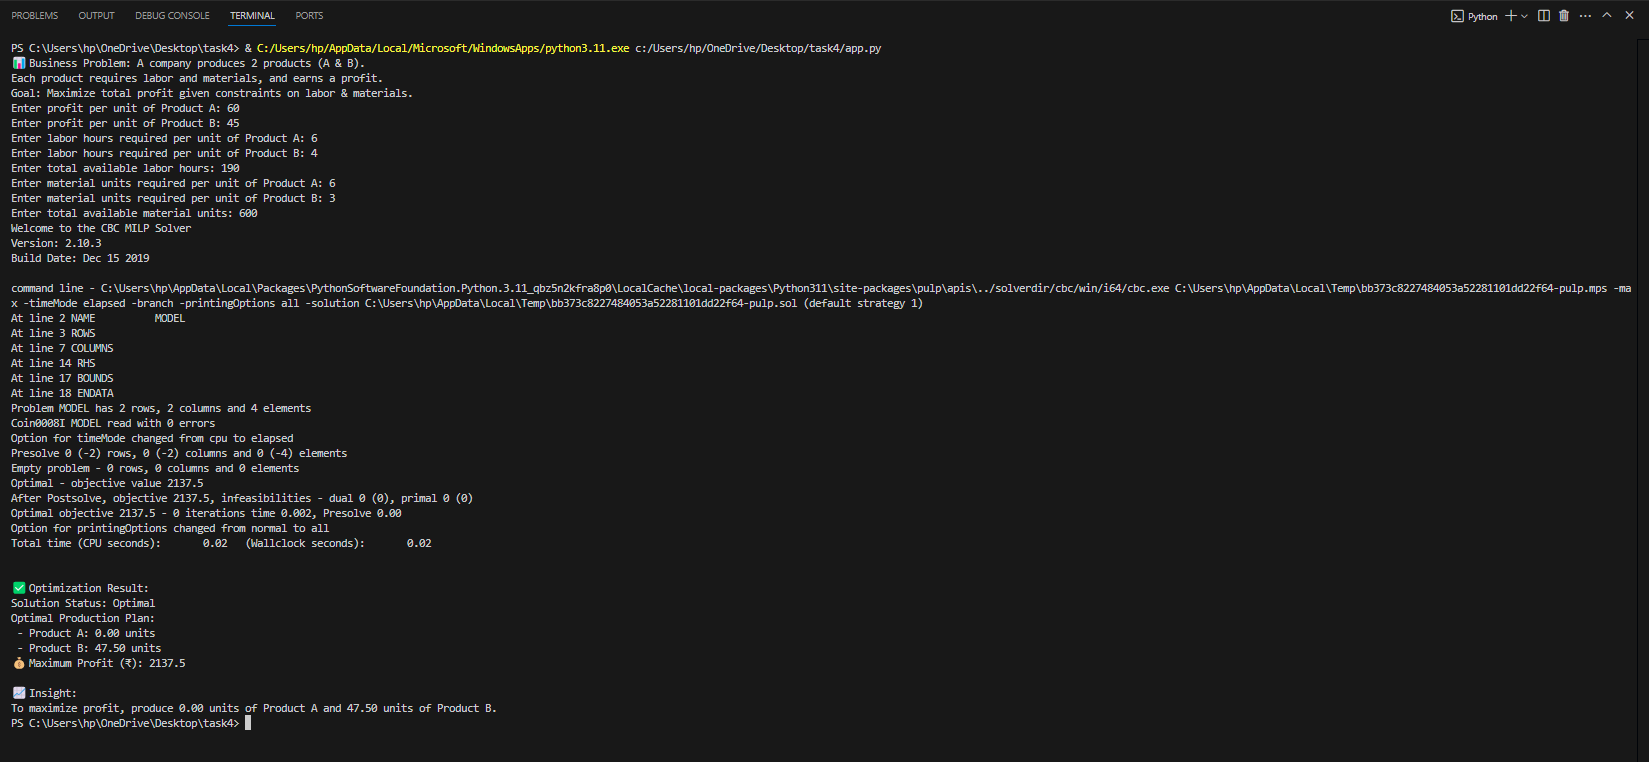 PROBLEMS OUTPUT DEBUG CONSOLE TERMINAL PORTS Python
PS C:\Users\hp\OneDrive\Desktop\task4> & C:/Users/hp/AppData/Local/Microsoft/WindowsApps/python3.11.exe c:/Users/hp/OneDrive/Desktop/task4/app.py
📊 Business Problem: A company produces 2 products (A & B).
Each product requires labor and materials, and earns a profit.
Goal: Maximize total profit given constraints on labor & materials.
Enter profit per unit of Product A: 60
Enter profit per unit of Product B: 45
Enter labor hours required per unit of Product A: 6
Enter labor hours required per unit of Product B: 4
Enter total available labor hours: 190
Enter material units required per unit of Product A: 6
Enter material units required per unit of Product B: 3
Enter total available material units: 600
Welcome to the CBC MILP Solver
Version: 2.10.3
Build Date: Dec 15 2019
command line - C:\Users\hp\AppData\Local\Packages\PythonSoftwareFoundation.Python.3.11_qbz5n2kfra8p0\LocalCache\local-packages\Python311\site-packages\pulp\apis\../solverdir/cbc/win/i64/cbc.exe C:\Users\hp\AppData\Local\Temp\bb373c8227484053a52281101dd22f64-pulp.mps -ma
x -timeMode elapsed -branch -printingOptions all -solution C:\Users\hp\AppData\Local\Temp\bb373c8227484053a52281101dd22f64-pulp.sol (default strategy 1)
At line 2 NAME          MODEL
At line 3 ROWS
At line 7 COLUMNS
At line 14 RHS
At line 17 BOUNDS
At line 18 ENDATA
Problem MODEL has 2 rows, 2 columns and 4 elements
Coin0008I MODEL read with 0 errors
Option for timeMode changed from cpu to elapsed
Presolve 0 (-2) rows, 0 (-2) columns and 0 (-4) elements
Empty problem - 0 rows, 0 columns and 0 elements
Optimal - objective value 2137.5
After Postsolve, objective 2137.5, infeasibilities - dual 0 (0), primal 0 (0)
Optimal objective 2137.5 - 0 iterations time 0.002, Presolve 0.00
Option for printingOptions changed from normal to all
Total time (CPU seconds):       0.02   (Wallclock seconds):       0.02
✅ Optimization Result:
Solution Status: Optimal
Optimal Production Plan:
- Product A: 0.00 units
- Product B: 47.50 units
💰 Maximum Profit (₹): 2137.5
📈 Insight:
To maximize profit, produce 0.00 units of Product A and 47.50 units of Product B.
PS C:\Users\hp\OneDrive\Desktop\task4>